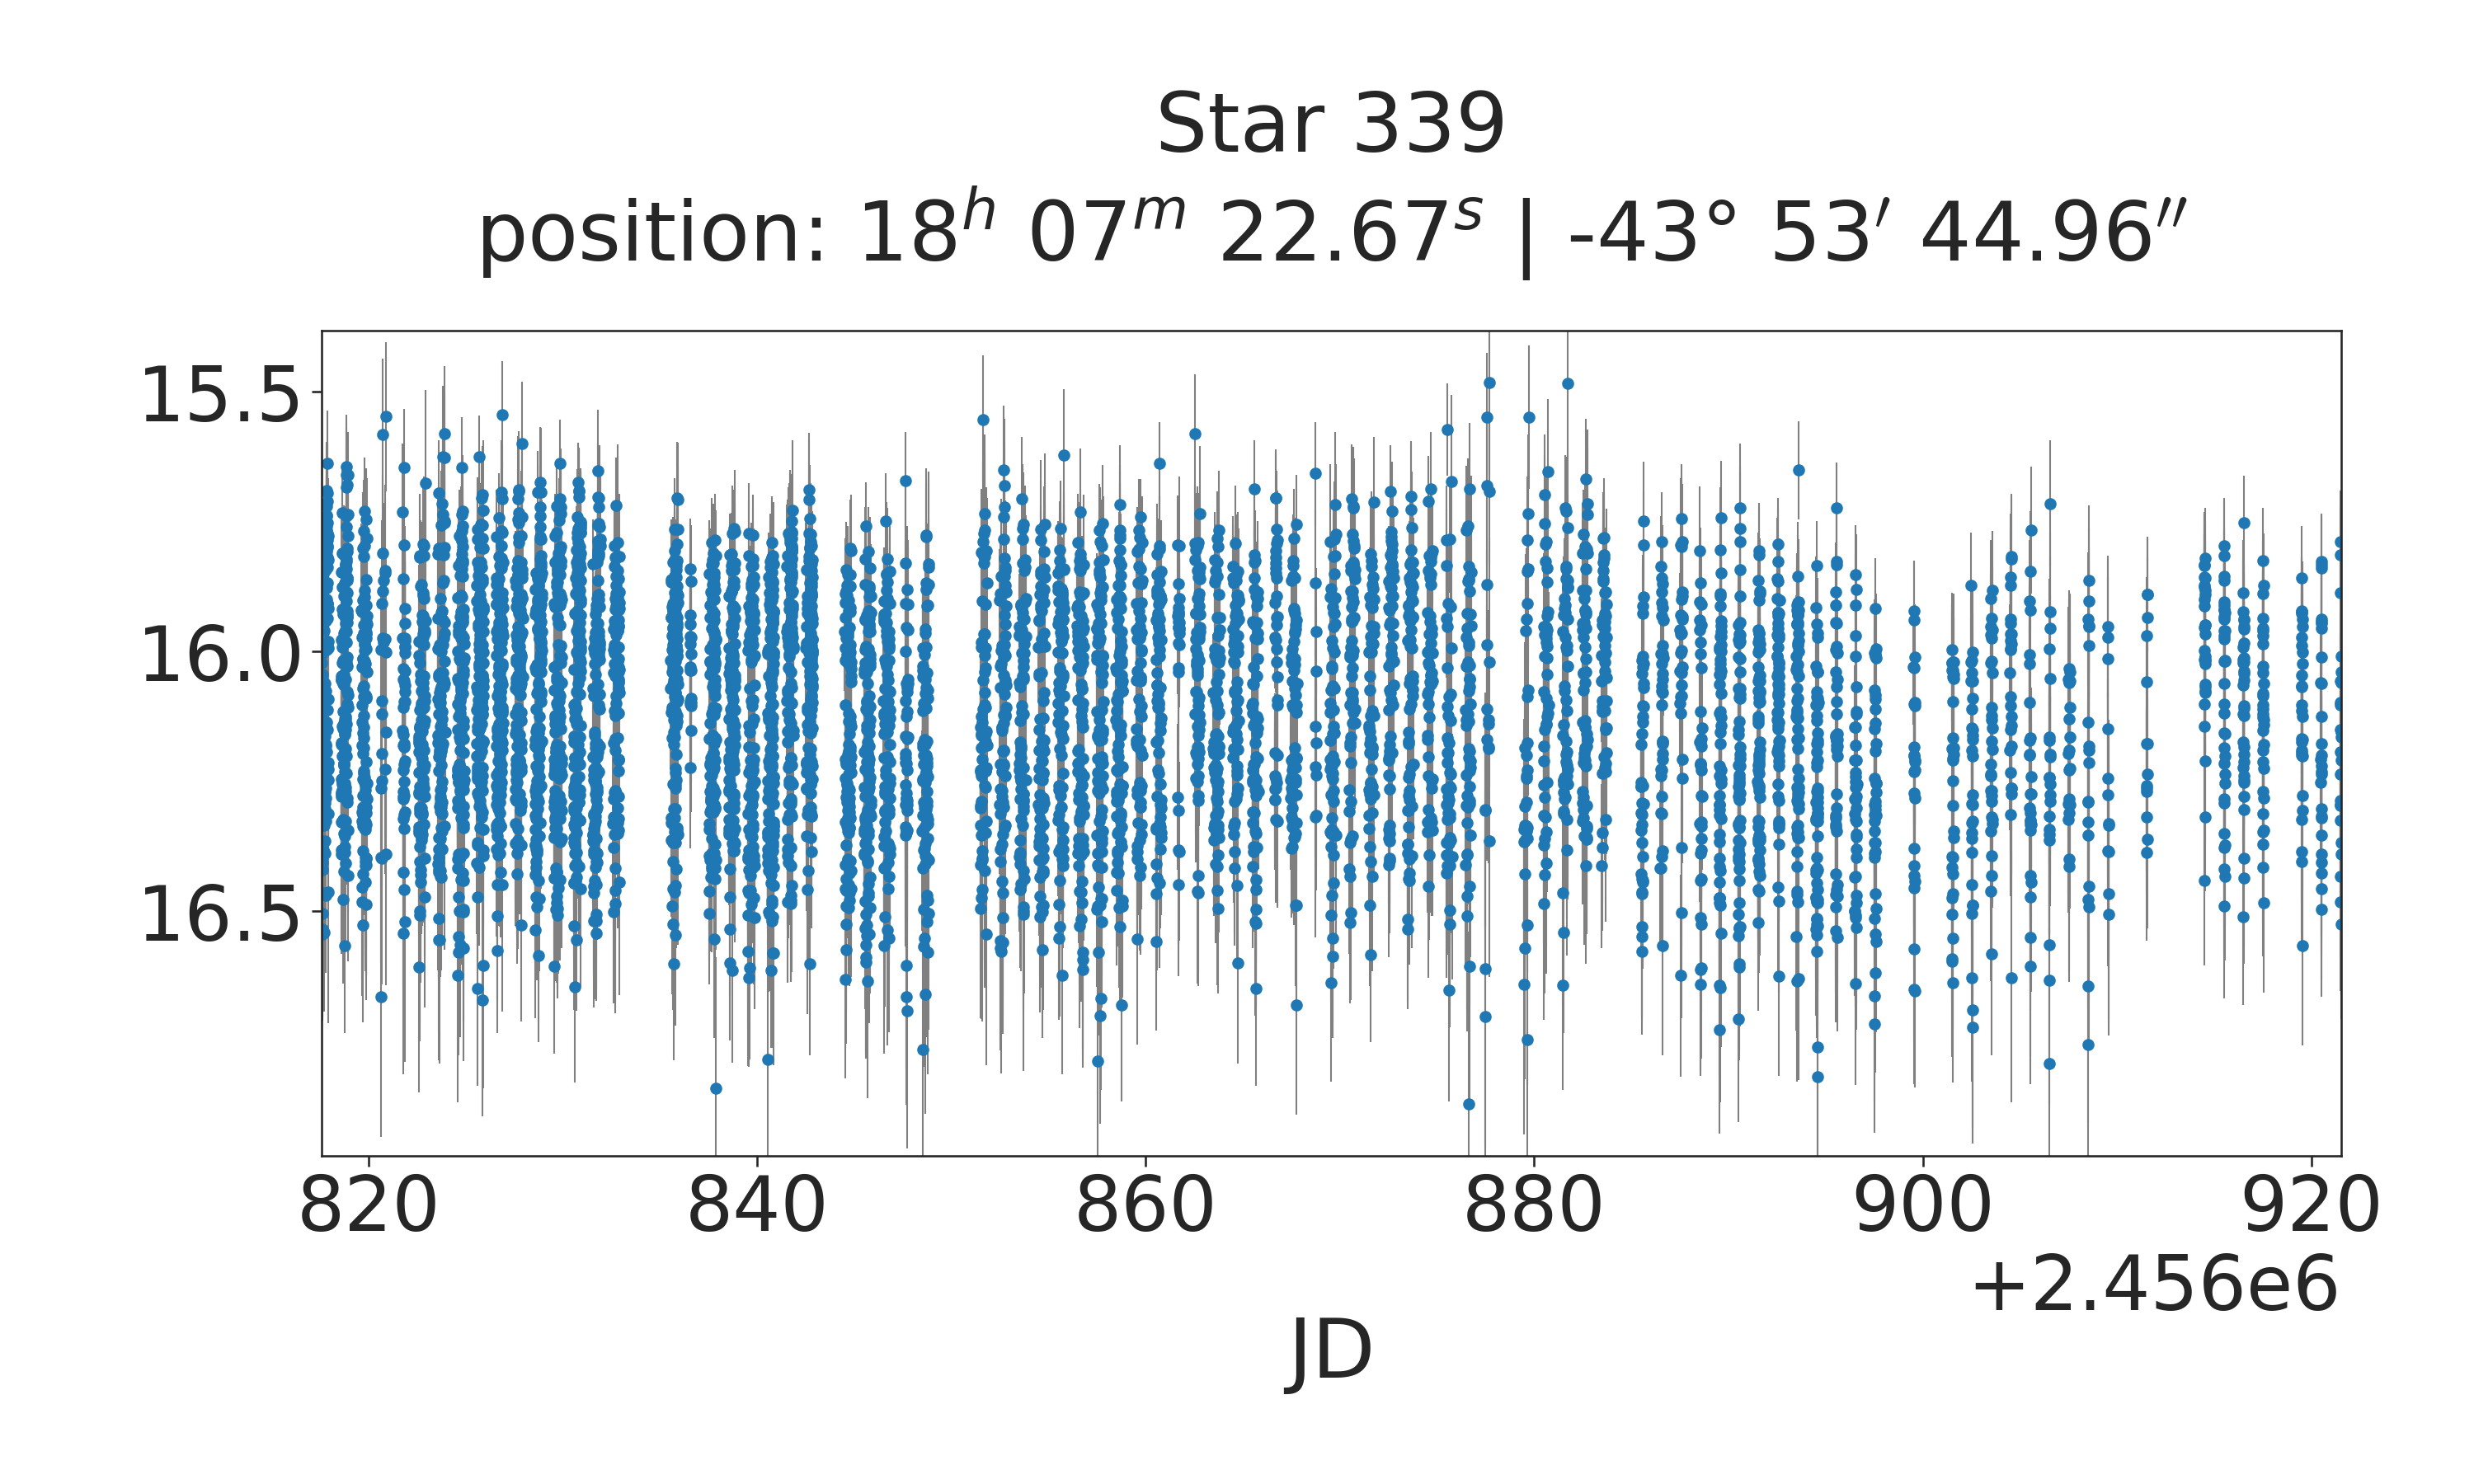 Star 339
position: 18h 07m 22.67s | -43° 53′ 44.96″
15.5
16.0
16.5
820 840 860 880 900 920
+2.456e6
JD